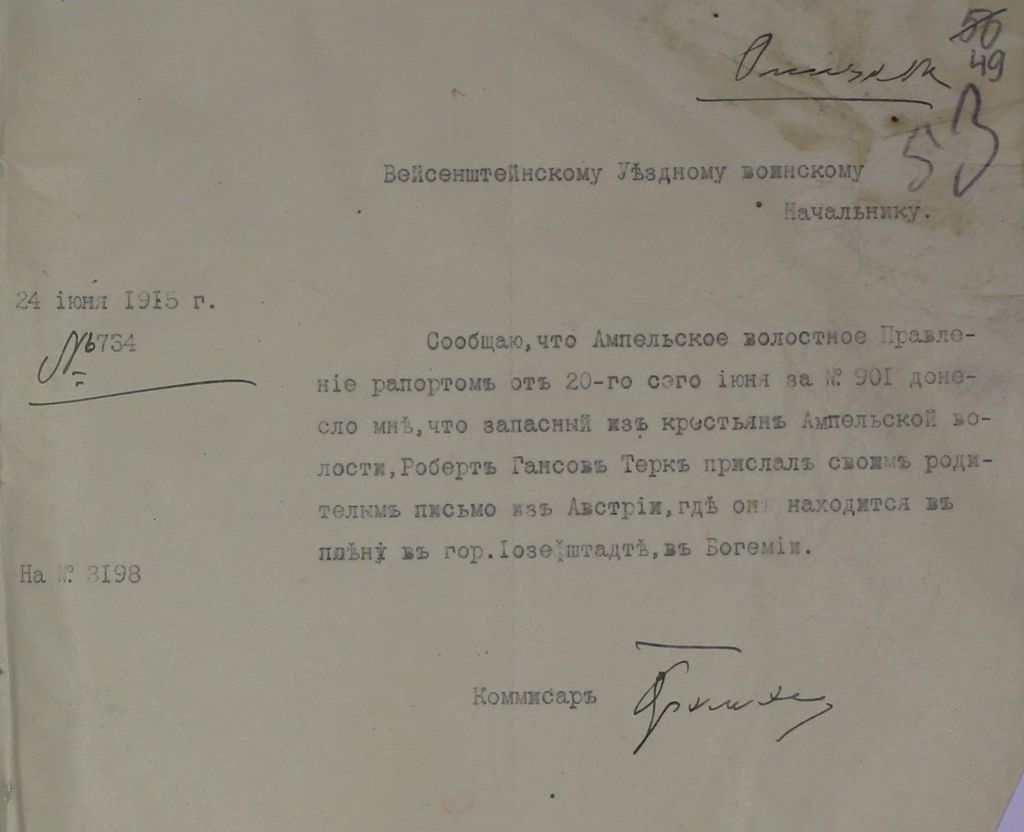 56
49
53
Вейсенштейнскому Уѣздному воинскому
Начальнику.
24 іюня 1915 г.
№ 6734
Сообщаю,что Ампельское волостное Правле-
ніе рапортомъ отъ 20-го сего іюня за № 901 доне-
сло мнѣ,что запасный изъ крестьянъ Ампельской во-
лости,Робертъ Гансовъ Теркъ прислалъ своимъ роди-
телямъ письмо изъ Австріи,гдѣ онъ находится въ
плѣну въ гор.Іозефштадтѣ,въ Богеміи.
На № 3198
Коммисаръ